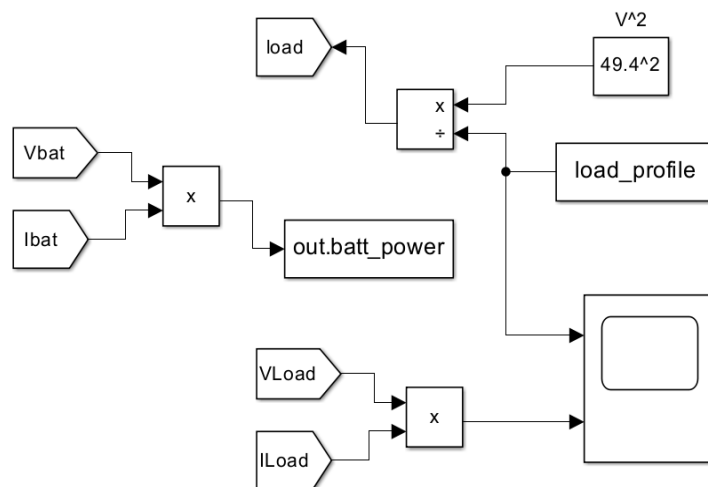 V^2
load
49.4^2
x
÷
Vbat
x
load_profile
Ibat
out.batt_power
VLoad
x
ILoad